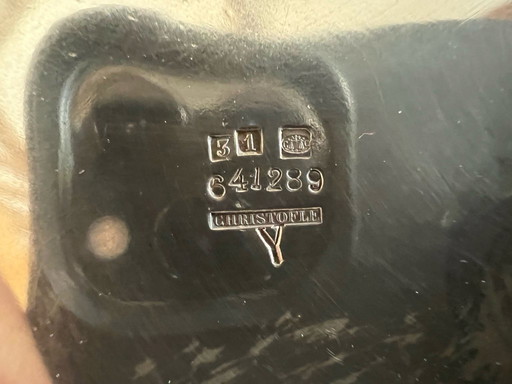 3 1
641289
CHRISTOFLE
Y